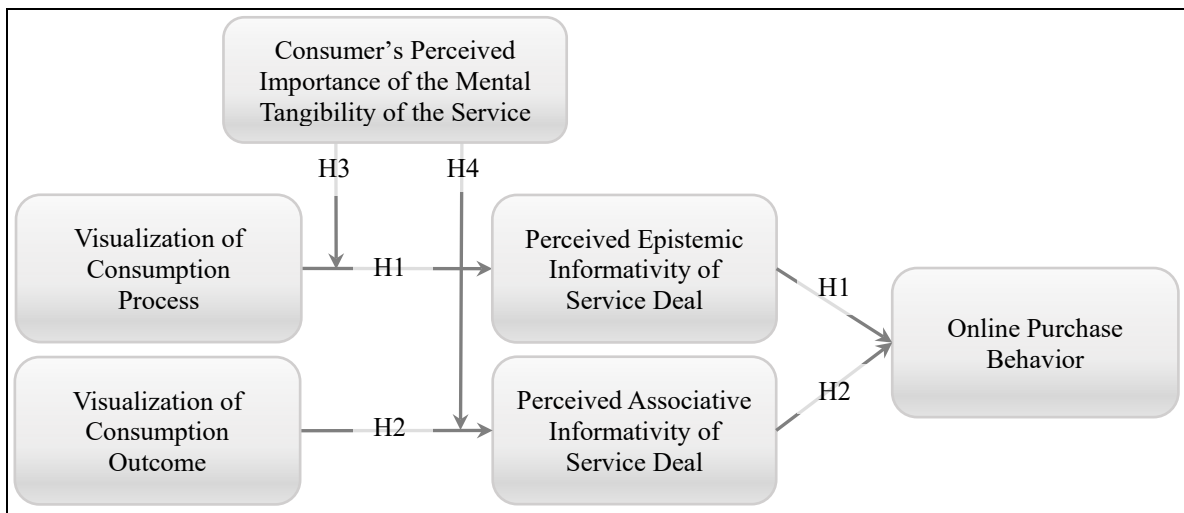 Consumer’s Perceived
Importance of the Mental
Tangibility of the Service
H3
H4
Visualization of
Consumption
Process
H1
Perceived Epistemic
Informativity of
Service Deal
H1
Online Purchase
Behavior
Visualization of
Consumption
Outcome
H2
Perceived Associative
Informativity of
Service Deal
H2